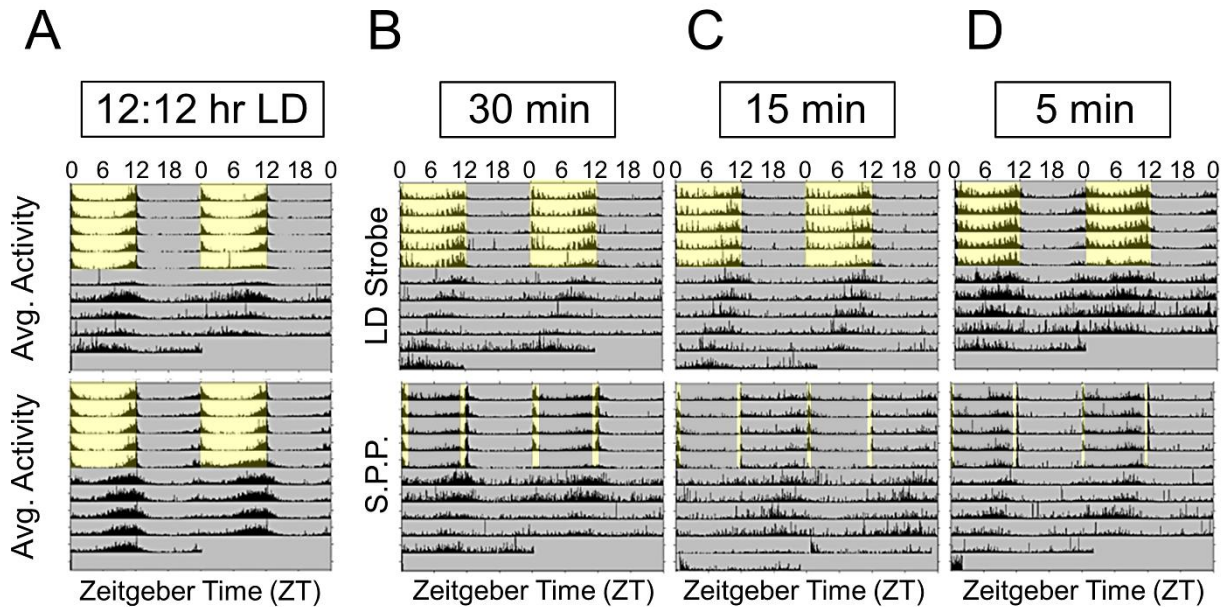 A
B
C
D
12:12 hr LD
30 min
15 min
5 min
0 6 12 18 0 6 12 18 0
0 6 12 18 0 6 12 18 0
6 12 18 0 6 12 18 0
6 12 18 0 6 12 18 0
Avg. Activity
LD Strobe
Avg. Activity
S.P.P.
Zeitgeber Time (ZT)
Zeitgeber Time (ZT)
Zeitgeber Time (ZT)
Zeitgeber Time (ZT)